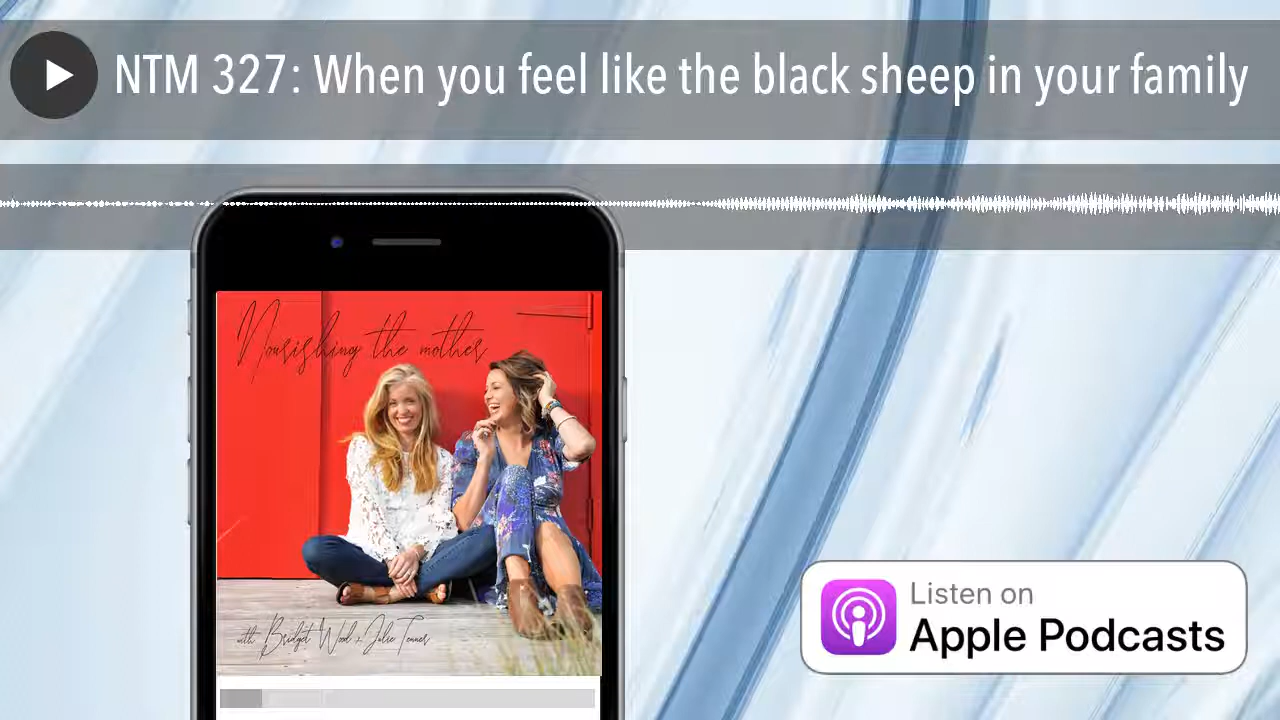 NTM 327: When you feel like the black sheep in your family
Nourishing the mother
with Bridget Wood + Julie Tenner
Listen on
Apple Podcasts